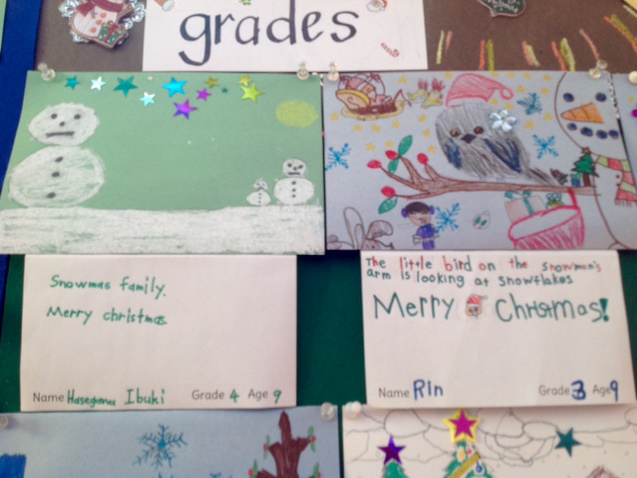 grades
Snowmas family.
Merry christmas.
Name Hasegawa Ibuki Grade 4 Age 9
The little bird on the snowman's
arm is looking at snowflakes
Merry Christmas!
Name Rin Grade 3 Age 9